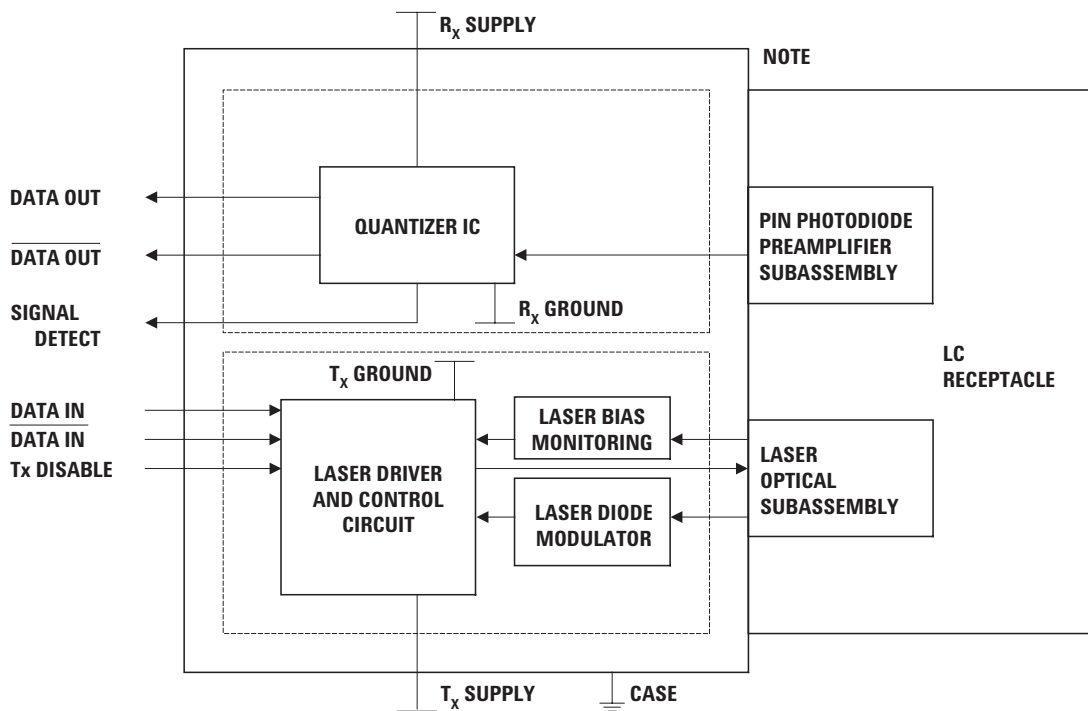 Rx SUPPLY
NOTE
DATA OUT
DATA OUT
SIGNAL
DETECT
QUANTIZER IC
Rx GROUND
PIN PHOTODIODE
PREAMPLIFIER
SUBASSEMBLY
LC
RECEPTACLE
Tx GROUND
DATA IN
DATA IN
Tx DISABLE
LASER DRIVER
AND CONTROL
CIRCUIT
LASER BIAS
MONITORING
LASER DIODE
MODULATOR
LASER
OPTICAL
SUBASSEMBLY
Tx SUPPLY
CASE